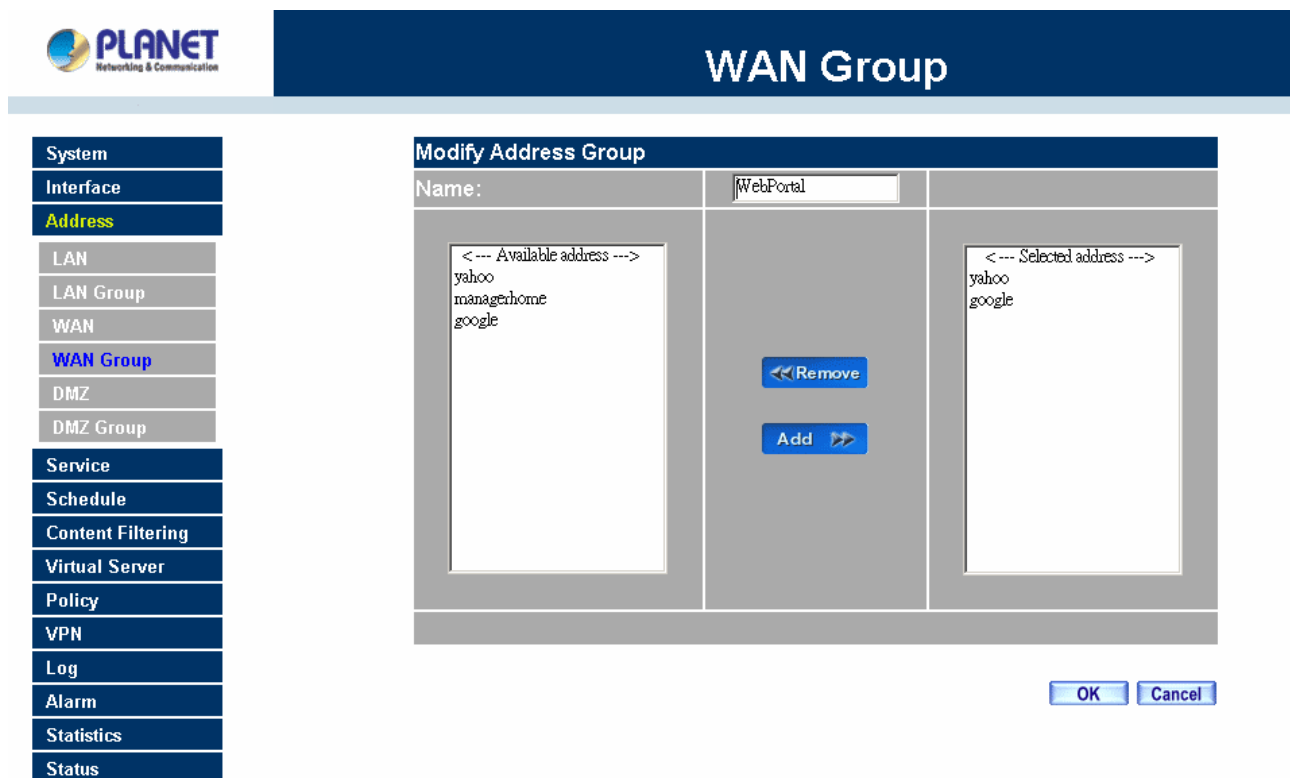 PLANET
Networking & Communication
WAN Group
System
Interface
Address
LAN
LAN Group
WAN
WAN Group
DMZ
DMZ Group
Service
Schedule
Content Filtering
Virtual Server
Policy
VPN
Log
Alarm
Statistics
Status
Modify Address Group
Name: WebPortal
<--- Available address --->
yahoo
managerhome
google
Remove
Add
<--- Selected address --->
yahoo
google
OK Cancel